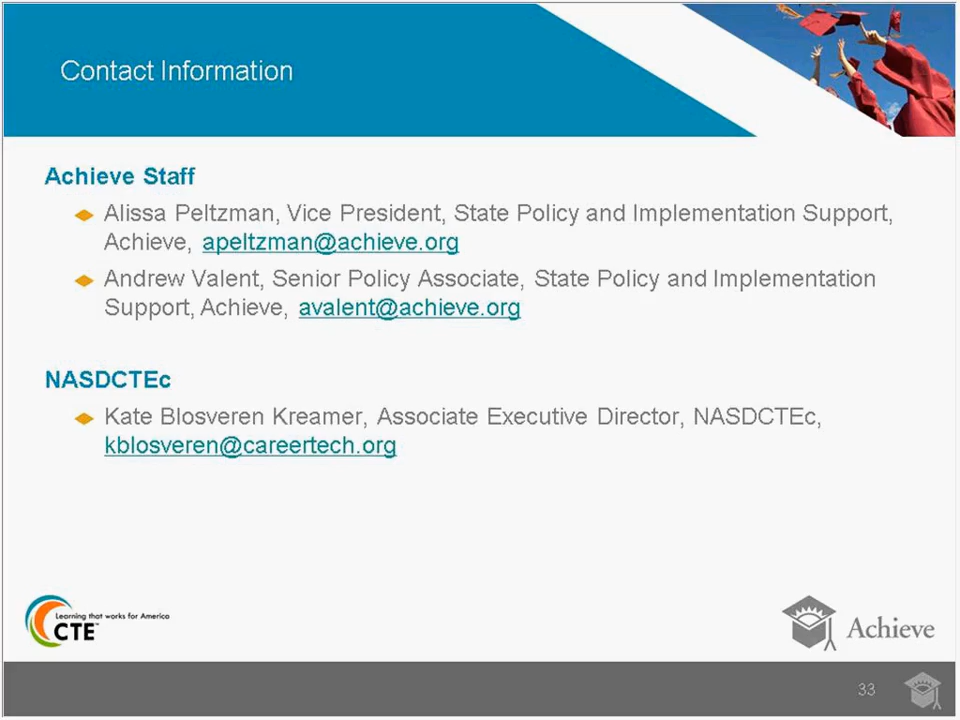 Contact Information
Achieve Staff
Alissa Peltzman, Vice President, State Policy and Implementation Support,
Achieve, apeltzman@achieve.org
Andrew Valent, Senior Policy Associate, State Policy and Implementation
Support, Achieve, avalent@achieve.org
NASDCTEc
Kate Blosveren Kreamer, Associate Executive Director, NASDCTEc,
kblosveren@careertech.org
Learning that works for America
CTE™
Achieve
33